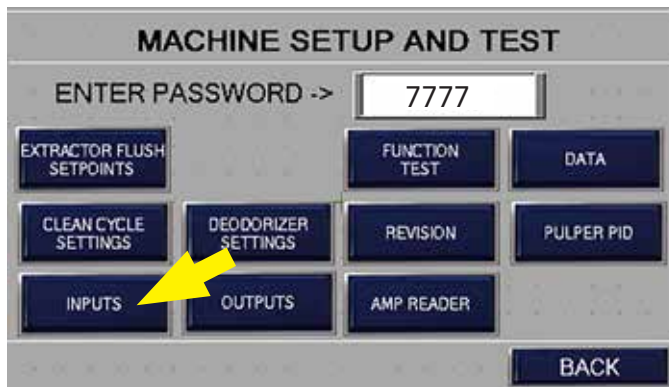 MACHINE SETUP AND TEST
ENTER PASSWORD -> 7777
EXTRACTOR FLUSH
SETPOINTS
FUNCTION
TEST
DATA
CLEAN CYCLE
SETTINGS
DEODORIZER
SETTINGS
REVISION
PULPER PID
INPUTS
OUTPUTS
AMP READER
BACK